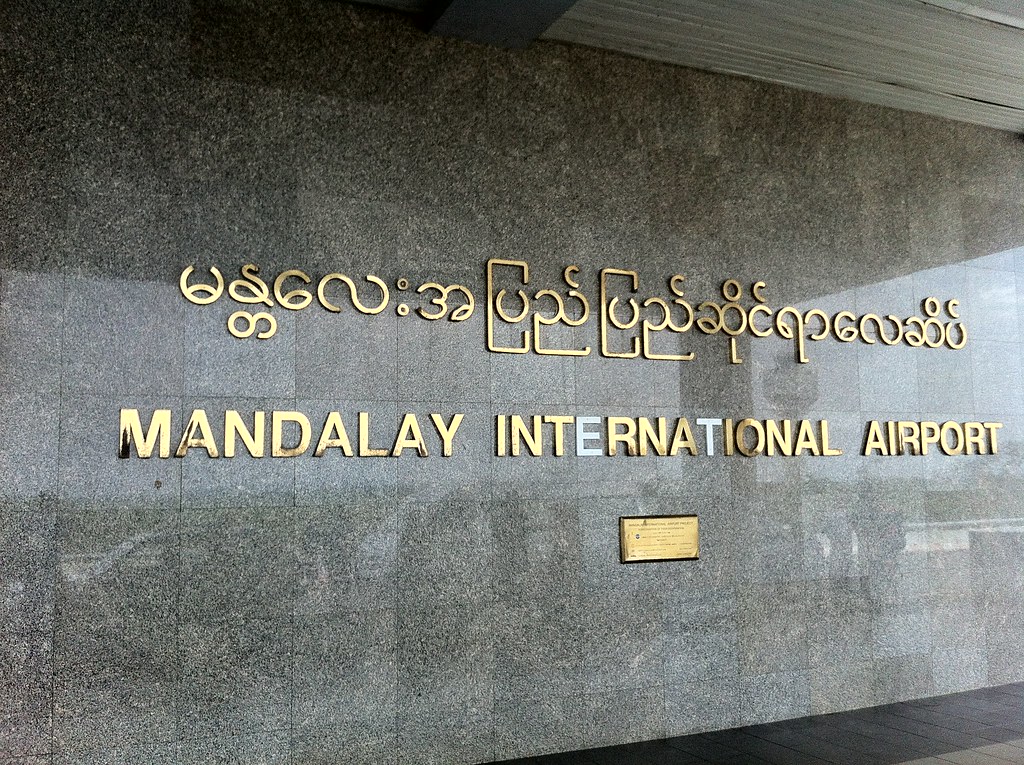 မန္တလေးအပြည်ပြည်ဆိုင်ရာလေဆိပ်
MANDALAY INTERNATIONAL AIRPORT